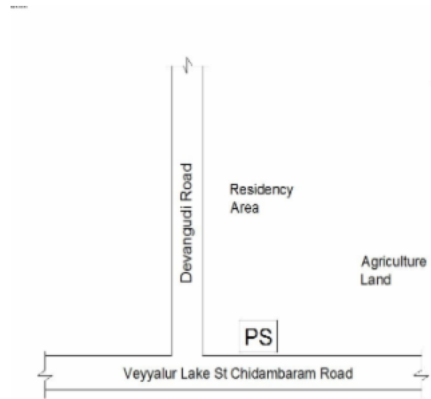 Devangudi Road
Residency
Area
Agriculture
Land
PS
Veyyalur Lake St Chidambaram Road